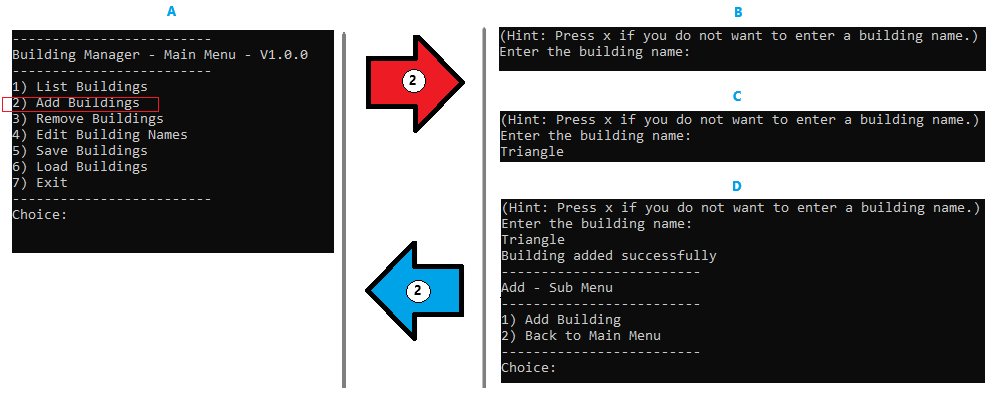 A
-------------------------
Building Manager - Main Menu - V1.0.0
-------------------------
1) List Buildings
2) Add Buildings
3) Remove Buildings
4) Edit Building Names
5) Save Buildings
6) Load Buildings
7) Exit
-------------------------
Choice:
2
2
B
(Hint: Press x if you do not want to enter a building name.)
Enter the building name:
C
(Hint: Press x if you do not want to enter a building name.)
Enter the building name:
Triangle
D
(Hint: Press x if you do not want to enter a building name.)
Enter the building name:
Triangle
Building added successfully
-------------------------
Add - Sub Menu
-------------------------
1) Add Building
2) Back to Main Menu
-------------------------
Choice: